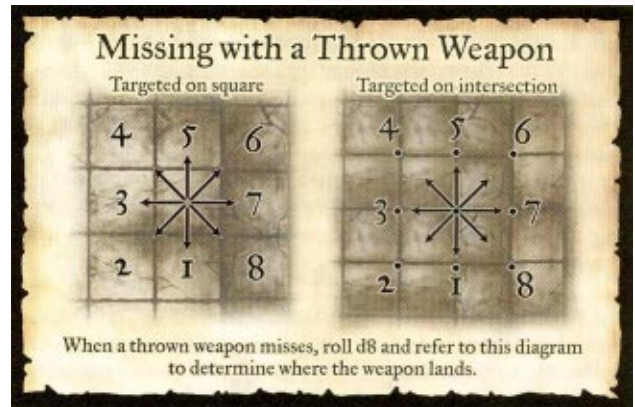 Missing with a Thrown Weapon
Targeted on square Targeted on intersection
4 5 6 4 5 6
3 7 3 7
2 1 8 2 1 8
When a thrown weapon misses, roll d8 and refer to this diagram
to determine where the weapon lands.